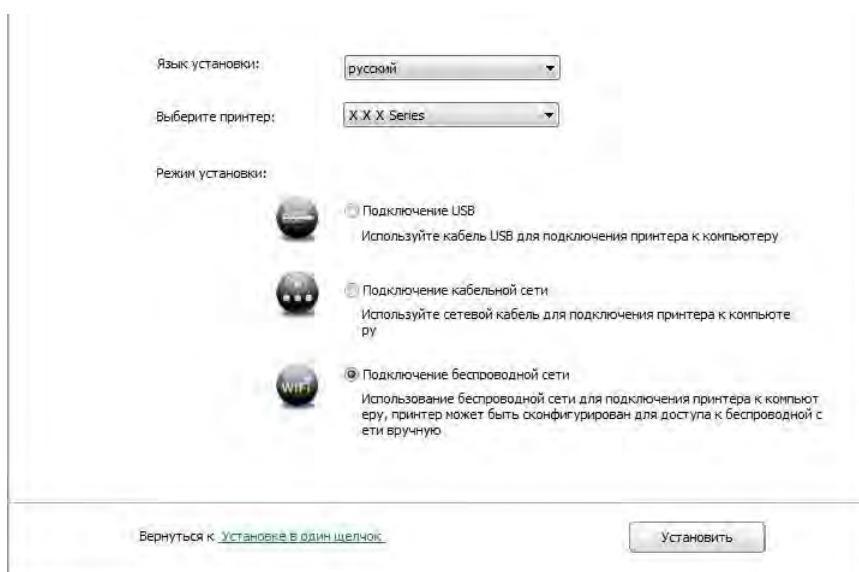 Язык установки:
русский
Выберите принтер:
X X X Series
Режим установки:
Подключение USB
Используйте кабель USB для подключения принтера к компьютеру
Подключение кабельной сети
Используйте сетевой кабель для подключения принтера к компьюте
ру
WiFi
Подключение беспроводной сети
Использование беспроводной сети для подключения принтера к компьют
еру, принтер может быть сконфигурирован для доступа к беспроводной с
ети вручную
Вернуться к Установке в один щелчок
Установить